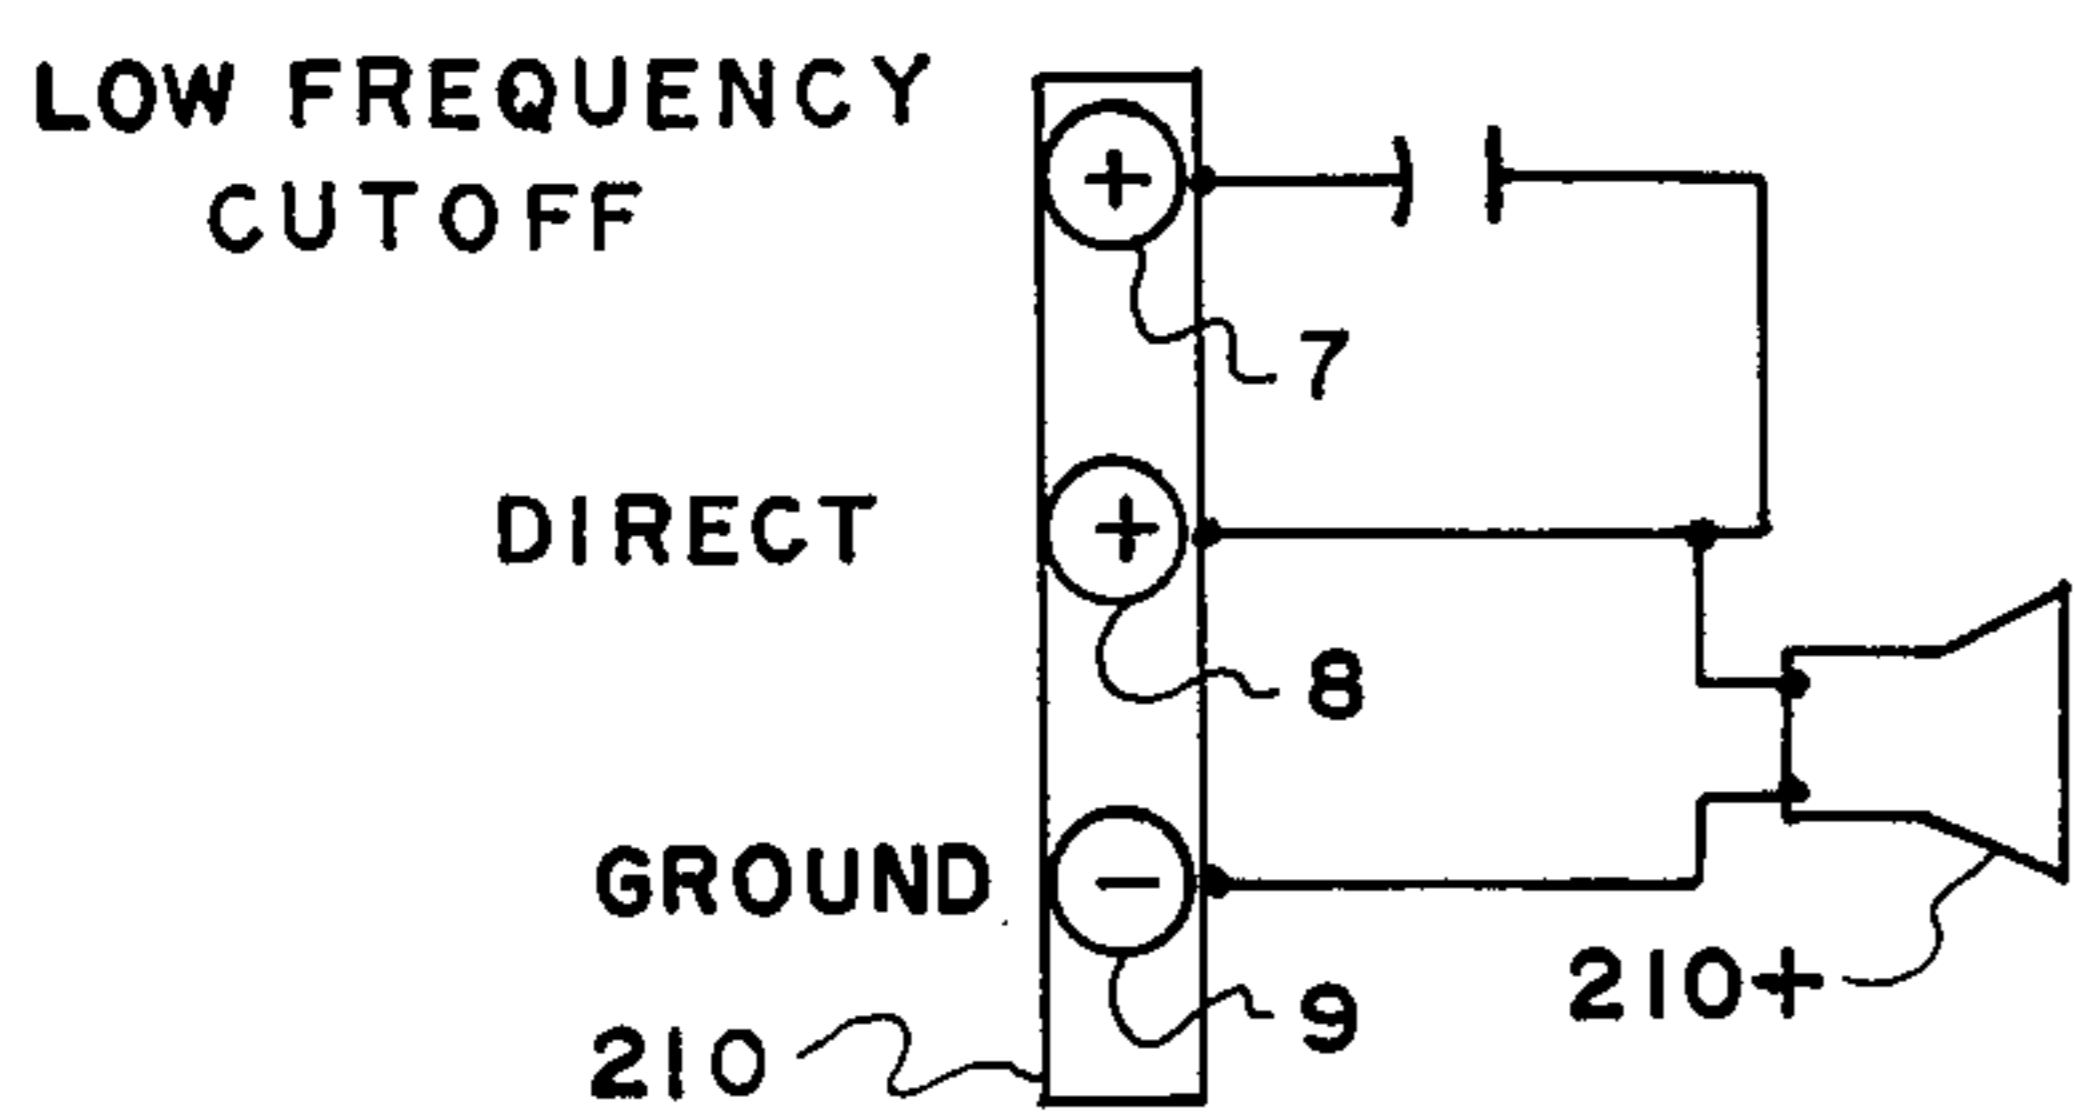 LOW FREQUENCY
CUTOFF
+
7
DIRECT
+
8
GROUND
−
9
210
210+